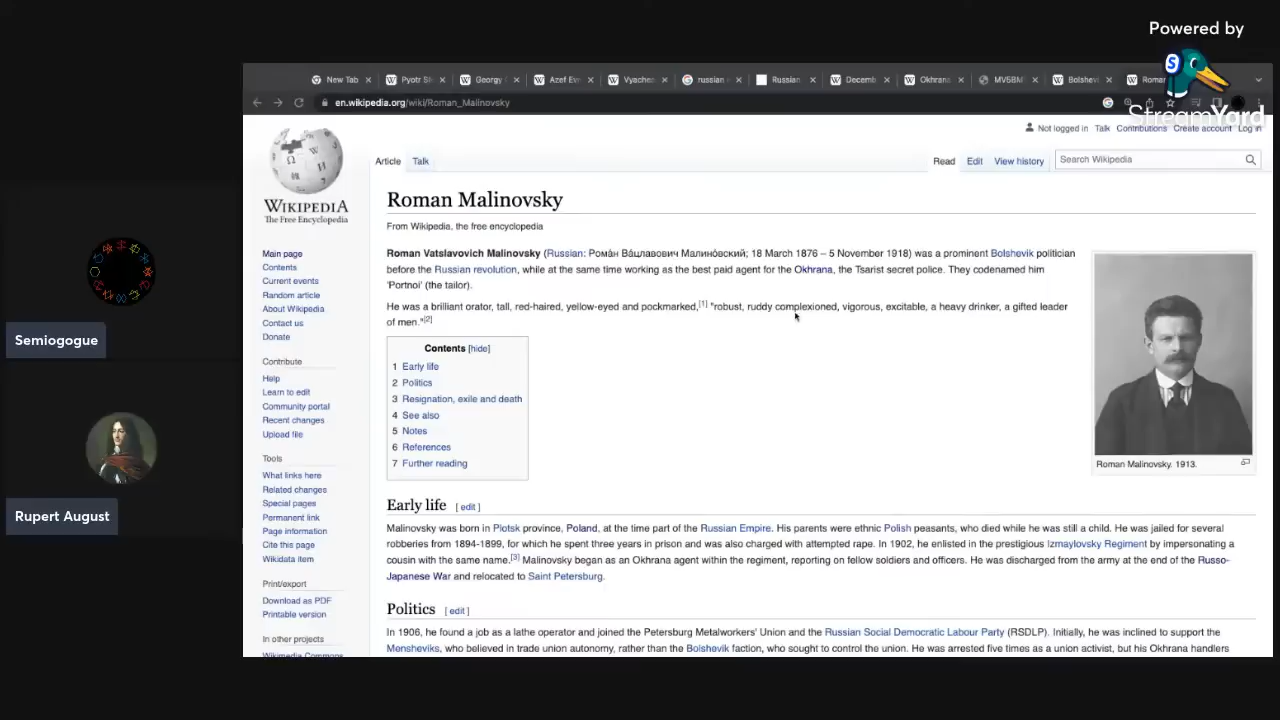 Powered by
StreamYard
New Tab
Pyotr St
Georgy
Azef Evn
Vyaches
russian
Russian
Decemb
Okhrana
MV5BM
Bolshevi
Roma
en.wikipedia.org/wiki/Roman_Malinovsky
Not logged in Talk Contributions Create account Log in
Article Talk Read Edit View history Search Wikipedia
WIKIPEDIA
The Free Encyclopedia
Main page
Contents
Current events
Random article
About Wikipedia
Contact us
Donate
Contribute
Help
Learn to edit
Community portal
Recent changes
Upload file
Tools
What links here
Related changes
Special pages
Permanent link
Page information
Cite this page
Wikidata item
Print/export
Download as PDF
Printable version
In other projects
Wikimedia Commons
Roman Malinovsky
From Wikipedia, the free encyclopedia
Roman Vatslavovich Malinovsky (Russian: Рома́н Ва́цлавович Малино́вский; 18 March 1876 – 5 November 1918) was a prominent Bolshevik politician
before the Russian revolution, while at the same time working as the best paid agent for the Okhrana, the Tsarist secret police. They codenamed him
'Portnoi' (the tailor).
He was a brilliant orator, tall, red-haired, yellow-eyed and pockmarked,[1] "robust, ruddy complexioned, vigorous, excitable, a heavy drinker, a gifted leader
of men."[2]
Contents [hide]
1 Early life
2 Politics
3 Resignation, exile and death
4 See also
5 Notes
6 References
7 Further reading
Roman Malinovsky. 1913.
Early life [ edit ]
Malinovsky was born in Plotsk province, Poland, at the time part of the Russian Empire. His parents were ethnic Polish peasants, who died while he was still a child. He was jailed for several
robberies from 1894-1899, for which he spent three years in prison and was also charged with attempted rape. In 1902, he enlisted in the prestigious Izmaylovsky Regiment by impersonating a
cousin with the same name.[3] Malinovsky began as an Okhrana agent within the regiment, reporting on fellow soldiers and officers. He was discharged from the army at the end of the Russo-
Japanese War and relocated to Saint Petersburg.
Politics [ edit ]
In 1906, he found a job as a lathe operator and joined the Petersburg Metalworkers' Union and the Russian Social Democratic Labour Party (RSDLP). Initially, he was inclined to support the
Mensheviks, who believed in trade union autonomy, rather than the Bolshevik faction, who sought to control the union. He was arrested five times as a union activist, but his Okhrana handlers
Semiogogue
Rupert August